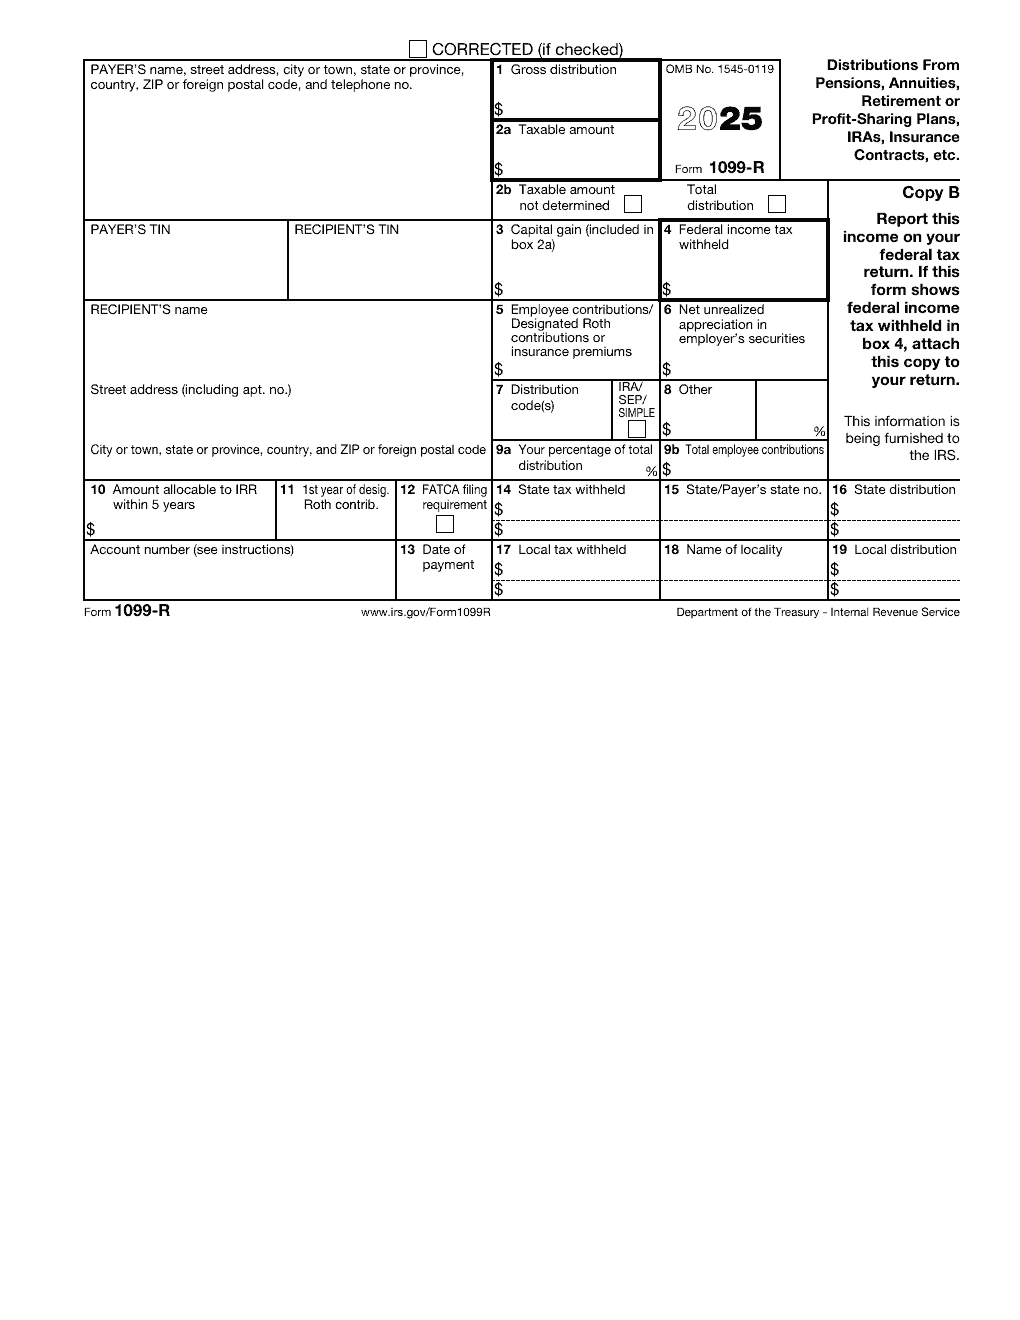 CORRECTED (if checked)
PAYER'S name, street address, city or town, state or province,
country, ZIP or foreign postal code, and telephone no.
1 Gross distribution
$
2a Taxable amount
$
OMB No. 1545-0119
2025
Form 1099-R
Distributions From
Pensions, Annuities,
Retirement or
Profit-Sharing Plans,
IRAs, Insurance
Contracts, etc.
2b Taxable amount
not determined
Total
distribution
Copy B
Report this
income on your
federal tax
return. If this
form shows
federal income
tax withheld in
box 4, attach
this copy to
your return.
This information is
being furnished to
the IRS.
PAYER'S TIN
RECIPIENT'S TIN
3 Capital gain (included in
box 2a)
$
4 Federal income tax
withheld
$
RECIPIENT'S name
5 Employee contributions/
Designated Roth
contributions or
insurance premiums
$
6 Net unrealized
appreciation in
employer's securities
$
Street address (including apt. no.)
7 Distribution
code(s)
IRA/
SEP/
SIMPLE
8 Other
$
%
City or town, state or province, country, and ZIP or foreign postal code
9a Your percentage of total
distribution %
9b Total employee contributions
$
10 Amount allocable to IRR
within 5 years
$
11 1st year of desig.
Roth contrib.
12 FATCA filing
requirement
14 State tax withheld
$
$
15 State/Payer's state no.
16 State distribution
$
$
Account number (see instructions)
13 Date of
payment
17 Local tax withheld
$
$
18 Name of locality
19 Local distribution
$
$
Form 1099-R
www.irs.gov/Form1099R
Department of the Treasury - Internal Revenue Service